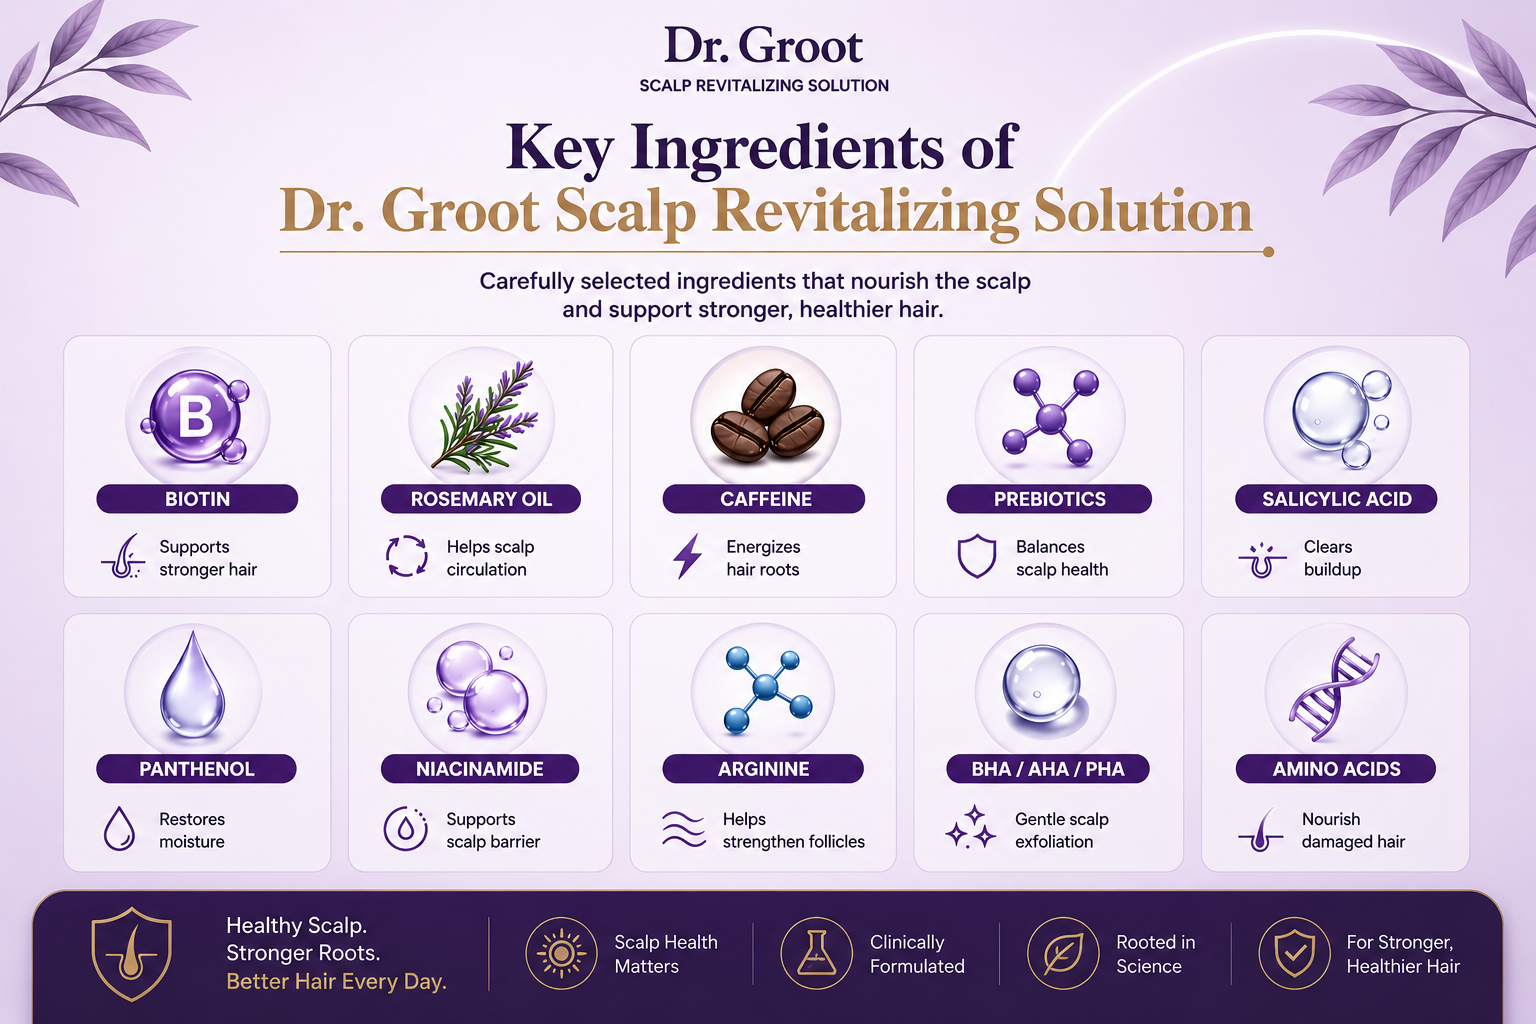 Dr. Groot
SCALP REVITALIZING SOLUTION
Key Ingredients of
Dr. Groot Scalp Revitalizing Solution
Carefully selected ingredients that nourish the scalp
and support stronger, healthier hair.
B
BIOTIN
Supports
stronger hair
ROSEMARY OIL
Helps scalp
circulation
CAFFEINE
Energizes
hair roots
PREBIOTICS
Balances
scalp health
SALICYLIC ACID
Clears
buildup
PANTHENOL
Restores
moisture
NIACINAMIDE
Supports
scalp barrier
ARGININE
Helps
strengthen follicles
BHA / AHA / PHA
Gentle scalp
exfoliation
AMINO ACIDS
Nourish
damaged hair
Healthy Scalp.
Stronger Roots.
Better Hair Every Day.
Scalp Health
Matters
Clinically
Formulated
Rooted in
Science
For Stronger,
Healthier Hair